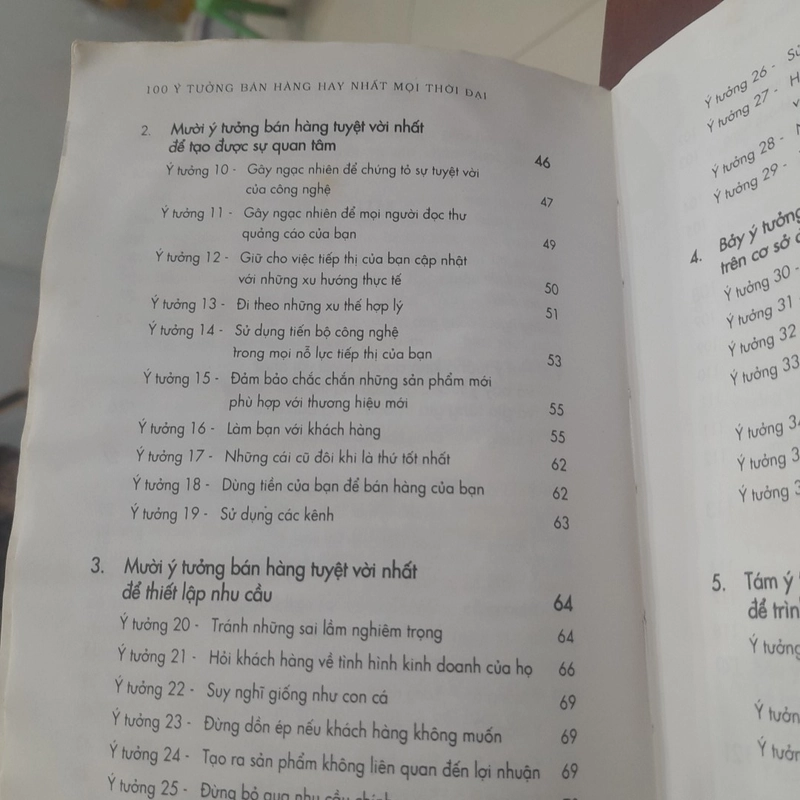 100 Ý TƯỞNG BÁN HÀNG HAY NHẤT MỌI THỜI ĐẠI
2. Mười ý tưởng bán hàng tuyệt vời nhất
để tạo được sự quan tâm 46
Ý tưởng 10 - Gây ngạc nhiên để chứng tỏ sự tuyệt vời
của công nghệ 47
Ý tưởng 11 - Gây ngạc nhiên để mọi người đọc thư
quảng cáo của bạn 49
Ý tưởng 12 - Giữ cho việc tiếp thị của bạn cập nhật
với những xu hướng thực tế 50
Ý tưởng 13 - Đi theo những xu thế hợp lý 51
Ý tưởng 14 - Sử dụng tiến bộ công nghệ
trong mọi nỗ lực tiếp thị của bạn 53
Ý tưởng 15 - Đảm bảo chắc chắn những sản phẩm mới
phù hợp với thương hiệu mới 55
Ý tưởng 16 - Làm bạn với khách hàng 55
Ý tưởng 17 - Những cái cũ đôi khi là thứ tốt nhất 62
Ý tưởng 18 - Dùng tiền của bạn để bán hàng của bạn 62
Ý tưởng 19 - Sử dụng các kênh 63
3. Mười ý tưởng bán hàng tuyệt vời nhất
để thiết lập nhu cầu 64
Ý tưởng 20 - Tránh những sai lầm nghiêm trọng 64
Ý tưởng 21 - Hỏi khách hàng về tình hình kinh doanh của họ 66
Ý tưởng 22 - Suy nghĩ giống như con cá 69
Ý tưởng 23 - Đừng dồn ép nếu khách hàng không muốn 69
Ý tưởng 24 - Tạo ra sản phẩm không liên quan đến lợi nhuận 69
Ý tưởng 25 - Đừng bỏ qua nhu cầu
Ý tưởng 26 -
Ý tưởng 27 -
Ý tưởng 28 -
Ý tưởng 29 -
4. Bảy ý tưởng
trên cơ sở
Ý tưởng 30 -
Ý tưởng 31
Ý tưởng 32
Ý tưởng 33
Ý tưởng
Ý tưởng
Ý tưởng
5. Tám ý
để
Ý tưởng
Ý tưởn
Ý tưởn